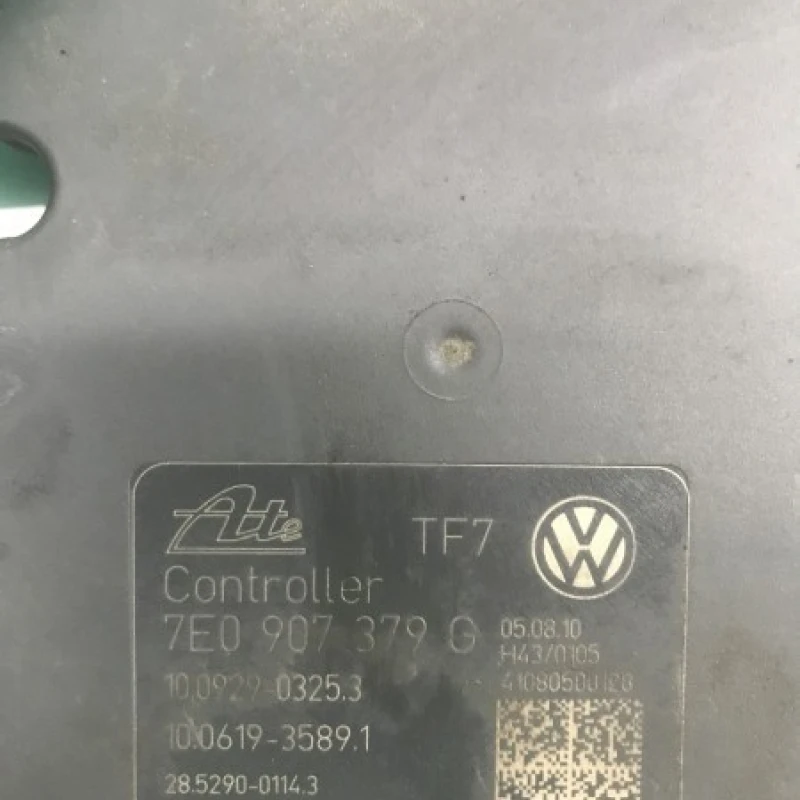 Ate TF7
Controller
7E0 907 379 G 05.08.10
H43/0105
10.0929-0325.3
10.0619-3589.1
28.5290-0114.3